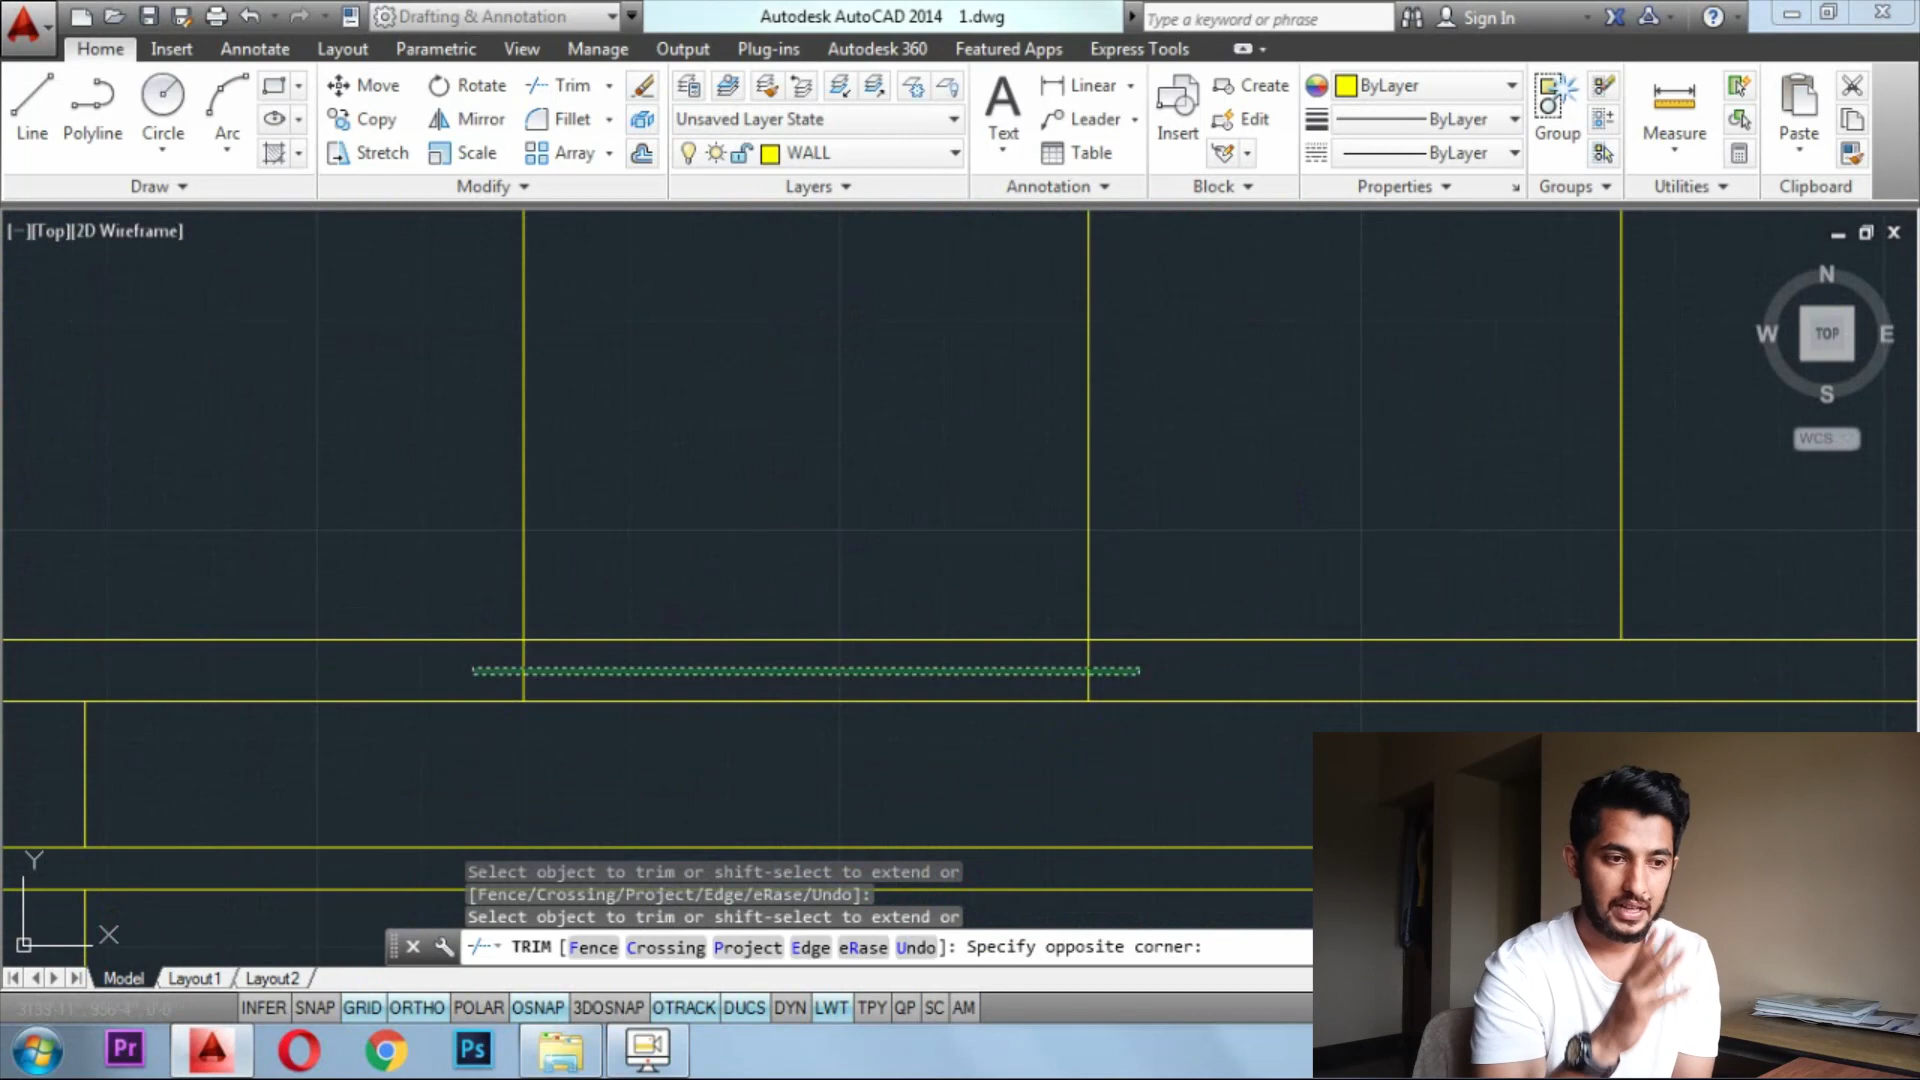 Drafting & Annotation
Autodesk AutoCAD 2014 1.dwg
Type a keyword or phrase
Sign In
Home Insert Annotate Layout Parametric View Manage Output Plug-ins Autodesk 360 Featured Apps Express Tools
Line Polyline Circle Arc
Move Rotate Trim
Copy Mirror Fillet
Stretch Scale Array
Unsaved Layer State
WALL
Text
Linear
Leader
Table
Insert
Create
Edit
ByLayer
ByLayer
ByLayer
Group
Measure
Paste
Draw Modify Layers Annotation Block Properties Groups Utilities Clipboard
[−][Top][2D Wireframe]
N
W TOP E
S
WCS
Y
X
Select object to trim or shift-select to extend or
[Fence/Crossing/Project/Edge/eRase/Undo]:
Select object to trim or shift-select to extend or
TRIM [Fence Crossing Project Edge eRase Undo]: Specify opposite corner:
Model Layout1 Layout2
INFER SNAP GRID ORTHO POLAR OSNAP 3DOSNAP OTRACK DUCS DYN LWT TPY QP SC AM
Pr
Ps